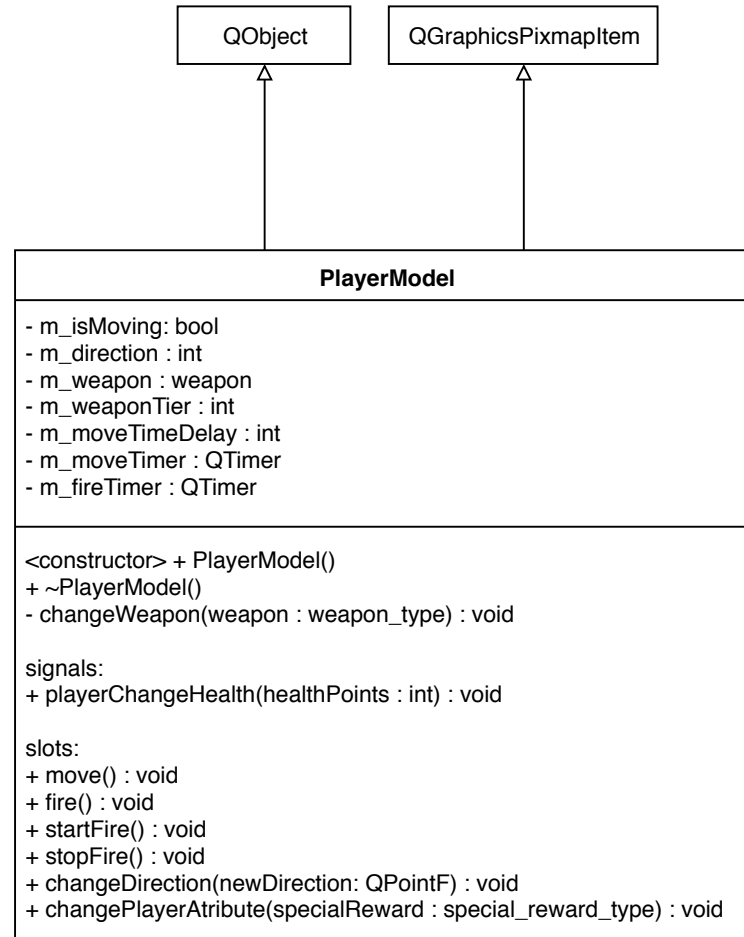 QObject
QGraphicsPixmapItem
PlayerModel
- m_isMoving: bool
- m_direction : int
- m_weapon : weapon
- m_weaponTier : int
- m_moveTimeDelay : int
- m_moveTimer : QTimer
- m_fireTimer : QTimer
<constructor> + PlayerModel()
+ ~PlayerModel()
- changeWeapon(weapon : weapon_type) : void
signals:
+ playerChangeHealth(healthPoints : int) : void
slots:
+ move() : void
+ fire() : void
+ startFire() : void
+ stopFire() : void
+ changeDirection(newDirection: QPointF) : void
+ changePlayerAtribute(specialReward : special_reward_type) : void